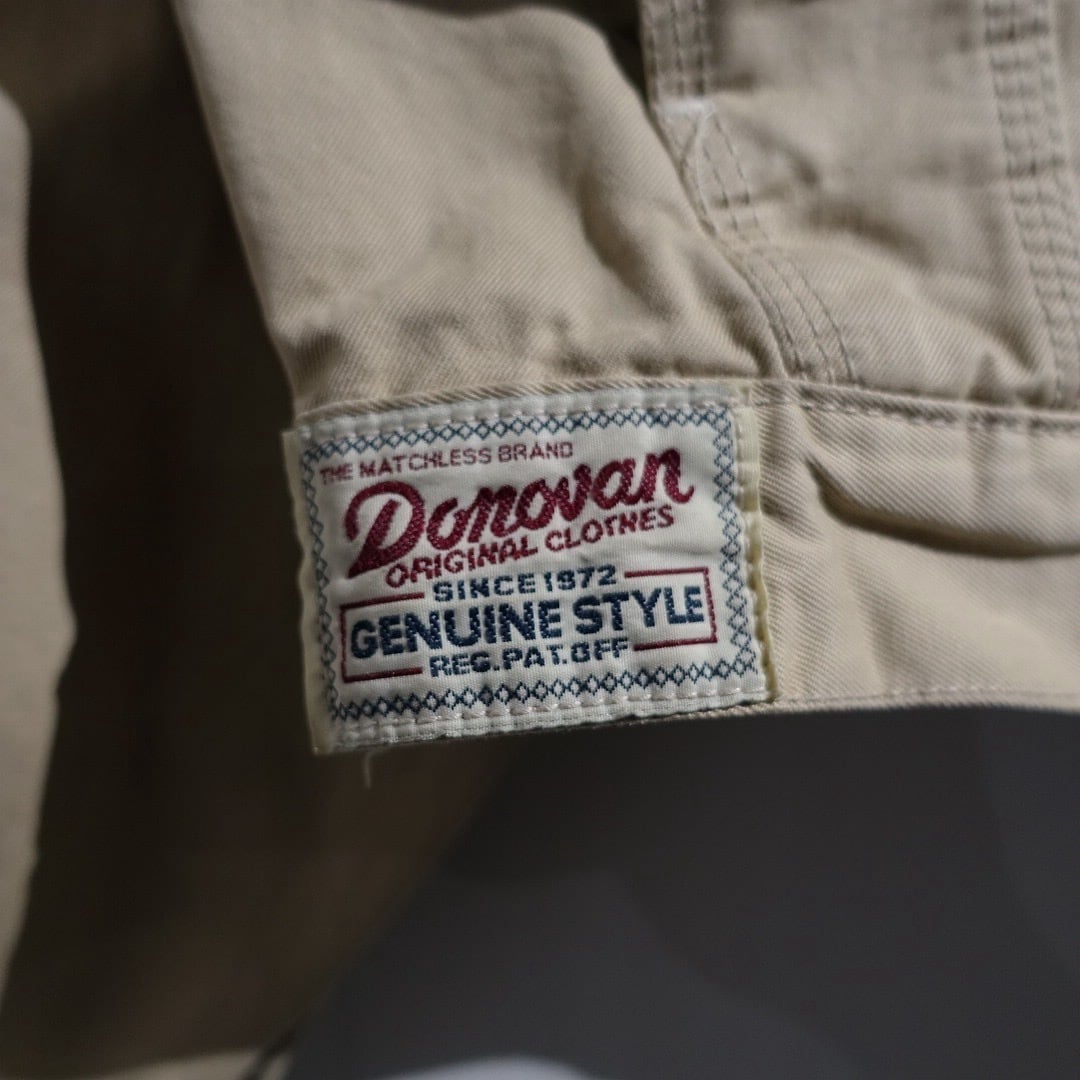 THE MATCHLESS BRAND
Donovan
ORIGINAL CLOTHES
SINCE 1972
GENUINE STYLE
REG. PAT. OFF